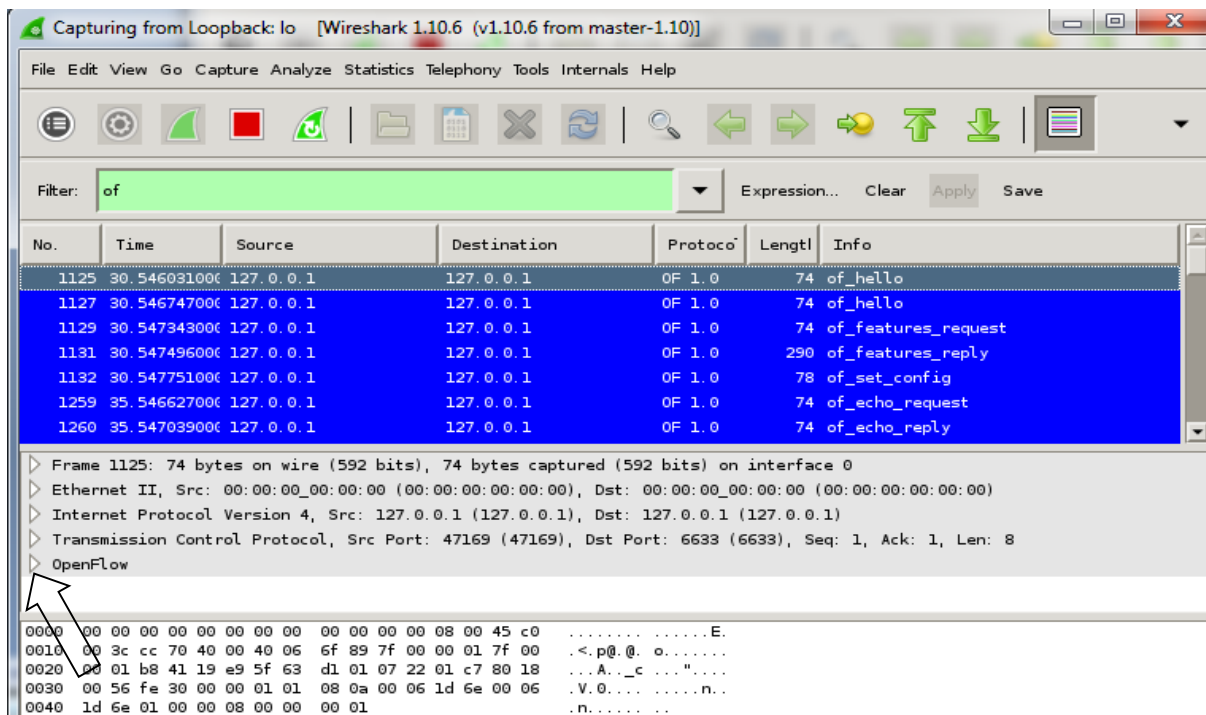 Capturing from Loopback: lo [Wireshark 1.10.6 (v1.10.6 from master-1.10)]
File Edit View Go Capture Analyze Statistics Telephony Tools Internals Help
Filter: of Expression... Clear Apply Save
No. Time Source Destination Protoco Lengtl Info
1125 30.546031000 127.0.0.1 127.0.0.1 OF 1.0 74 of_hello
1127 30.546747000 127.0.0.1 127.0.0.1 OF 1.0 74 of_hello
1129 30.547343000 127.0.0.1 127.0.0.1 OF 1.0 74 of_features_request
1131 30.547496000 127.0.0.1 127.0.0.1 OF 1.0 290 of_features_reply
1132 30.547751000 127.0.0.1 127.0.0.1 OF 1.0 78 of_set_config
1259 35.546627000 127.0.0.1 127.0.0.1 OF 1.0 74 of_echo_request
1260 35.547039000 127.0.0.1 127.0.0.1 OF 1.0 74 of_echo_reply
Frame 1125: 74 bytes on wire (592 bits), 74 bytes captured (592 bits) on interface 0
Ethernet II, Src: 00:00:00_00:00:00 (00:00:00:00:00:00), Dst: 00:00:00_00:00:00 (00:00:00:00:00:00)
Internet Protocol Version 4, Src: 127.0.0.1 (127.0.0.1), Dst: 127.0.0.1 (127.0.0.1)
Transmission Control Protocol, Src Port: 47169 (47169), Dst Port: 6633 (6633), Seq: 1, Ack: 1, Len: 8
OpenFlow
0000 00 00 00 00 00 00 00 00 00 00 00 00 08 00 45 c0 ........ ......E.
0010 00 3c cc 70 40 00 40 06 6f 89 7f 00 00 01 7f 00 .<.p@.@. o.......
0020 00 01 b8 41 19 e9 5f 63 d1 01 07 22 01 c7 80 18 ...A.._c ..."....
0030 00 56 fe 30 00 00 01 01 08 0a 00 06 1d 6e 00 06 .V.0.... .....n..
0040 1d 6e 01 00 00 08 00 00 00 01 .n...... ..